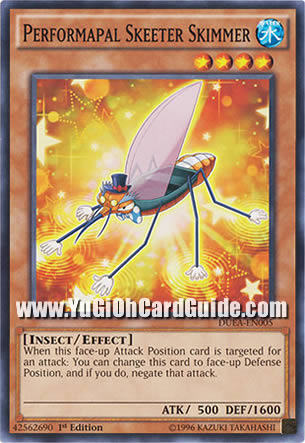 PERFORMAPAL SKEETER SKIMMER
水
www.YuGiOhCardGuide.com
DUEA-EN005
[INSECT/EFFECT]
When this face-up Attack Position card is targeted for
an attack: You can change this card to face-up Defense
Position, and if you do, negate that attack.
ATK/ 500 DEF/1600
42562690 1st Edition ©1996 KAZUKI TAKAHASHI